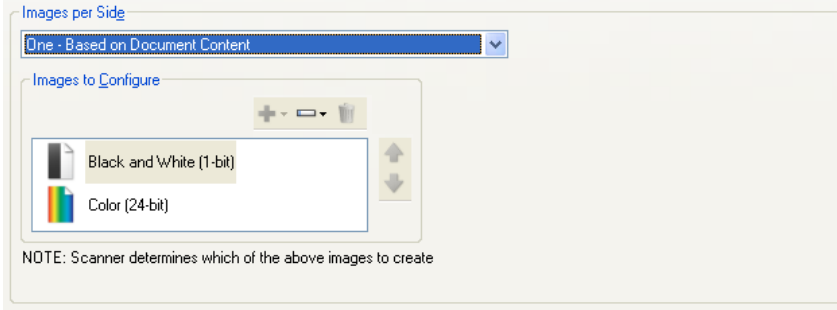 Images per Side
One - Based on Document Content
Images to Configure
Black and White (1-bit)
Color (24-bit)
NOTE: Scanner determines which of the above images to create